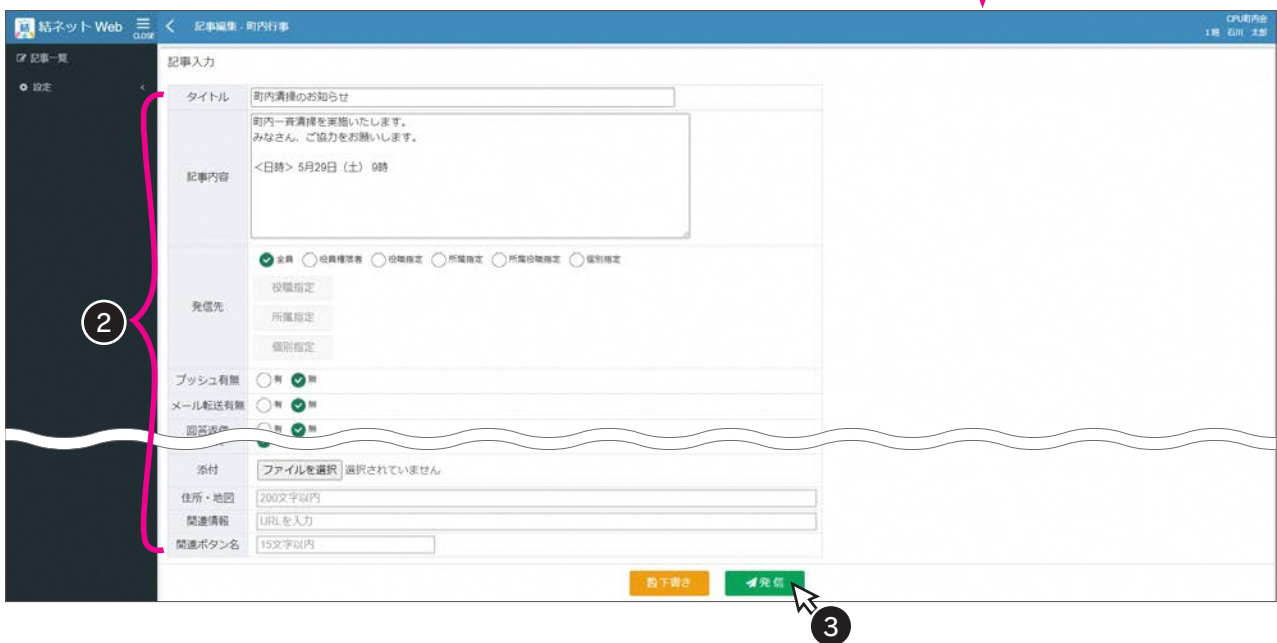 結ネット Web
CLOSE
記事編集 - 町内行事
CPU町内会
1班 石川 太郎
記事一覧
設定
記事入力
タイトル
町内清掃のお知らせ
記事内容
町内一斉清掃を実施いたします。
みなさん、ご協力をお願いします。
＜日時＞ 5月29日（土） 9時
発信先
全員 役員権限者 役職指定 所属指定 所属役職指定 個別指定
役職指定
所属指定
個別指定
プッシュ有無 有 無
メール転送有無 有 無
回答返信 有 無
添付 ファイルを選択 選択されていません
住所・地図 200文字以内
関連情報 URLを入力
関連ボタン名 15文字以内
下書き 発信
2
3